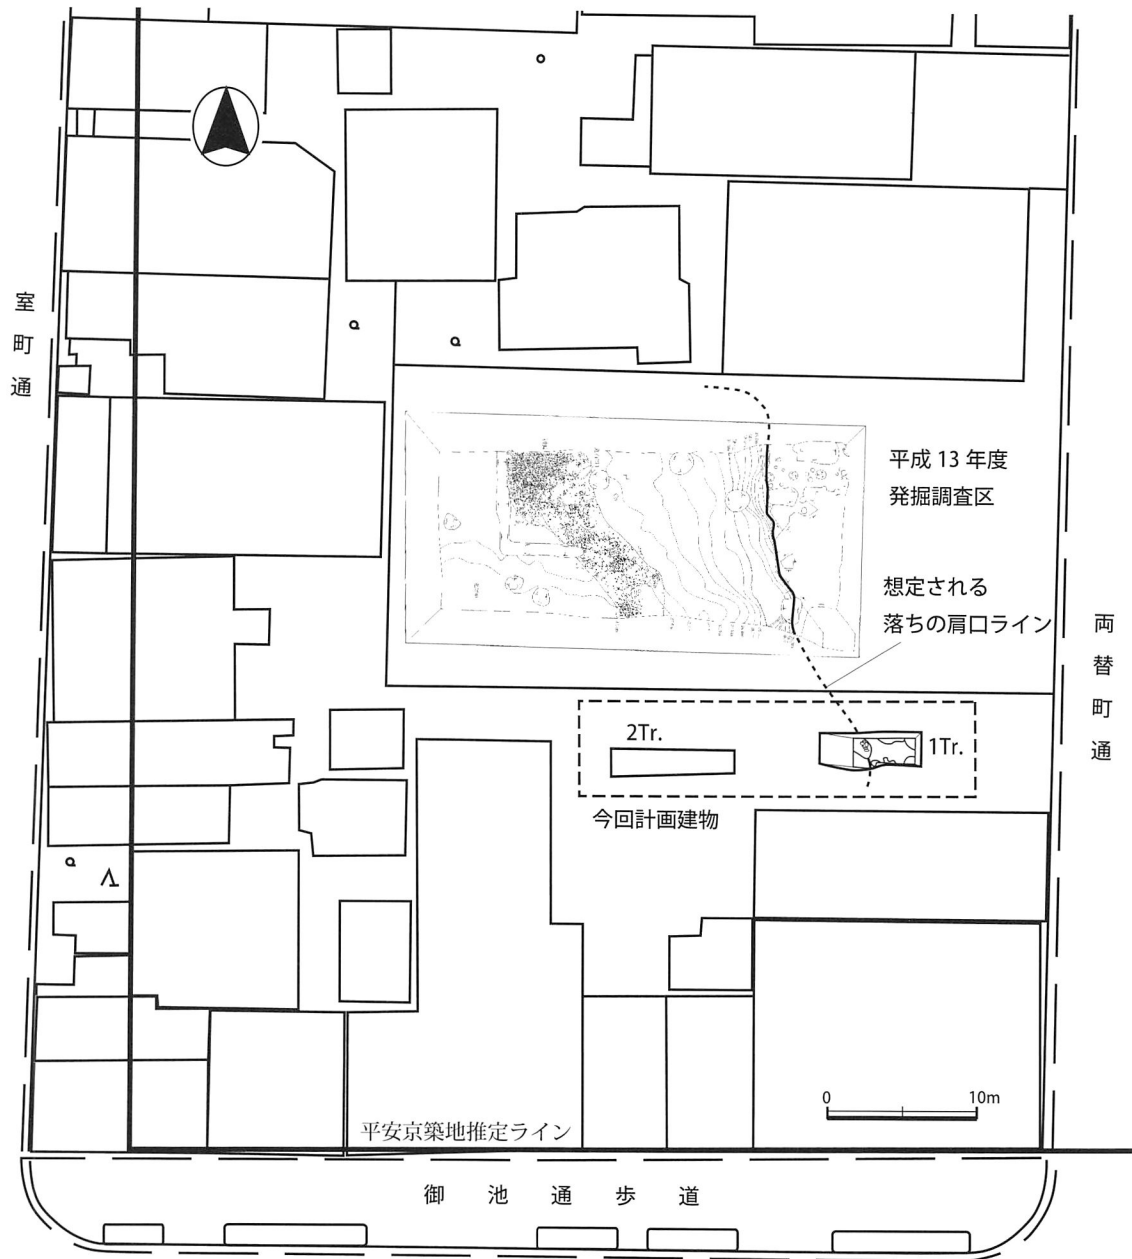 室町通
平成 13 年度
発掘調査区
想定される
落ちの肩口ライン
両替町通
2Tr.
1Tr.
今回計画建物
0 10m
平安京築地推定ライン
御池通歩道